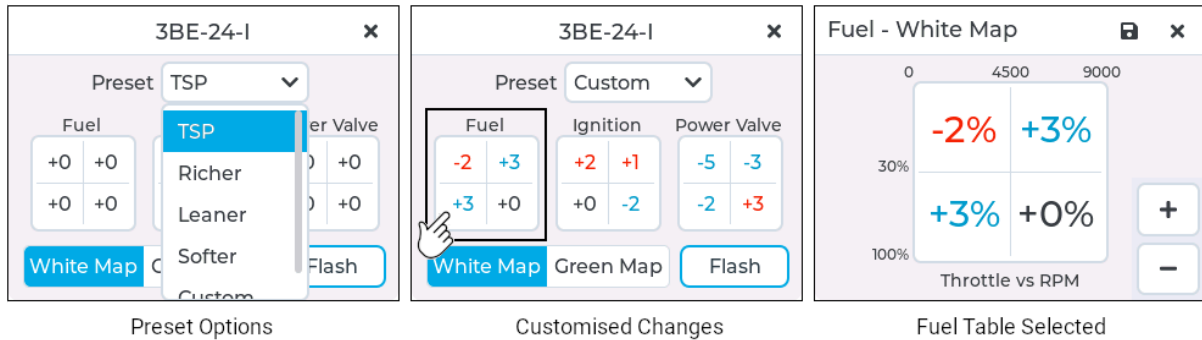 3BE-24-I ×
Preset TSP
TSP
Richer
Leaner
Softer
Custom
Fuel er Valve
+0 +0 +0
+0 +0 +0
White Map Flash
Preset Options
3BE-24-I ×
Preset Custom
Fuel Ignition Power Valve
-2 +3 +2 +1 -5 -3
+3 +0 +0 -2 -2 +3
White Map Green Map Flash
Customised Changes
Fuel - White Map ×
0 4500 9000
-2% +3%
30%
+3% +0%
100%
+
−
Throttle vs RPM
Fuel Table Selected